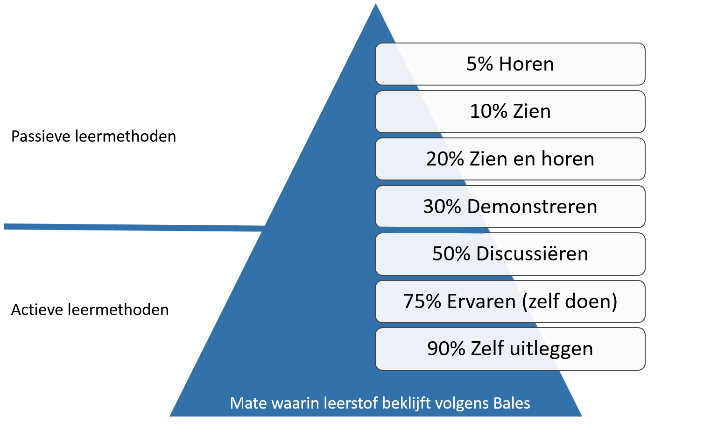 5% Horen
10% Zien
Passieve leermethoden
20% Zien en horen
30% Demonstreren
50% Discussiëren
Actieve leermethoden
75% Ervaren (zelf doen)
90% Zelf uitleggen
Mate waarin leerstof beklijft volgens Bales